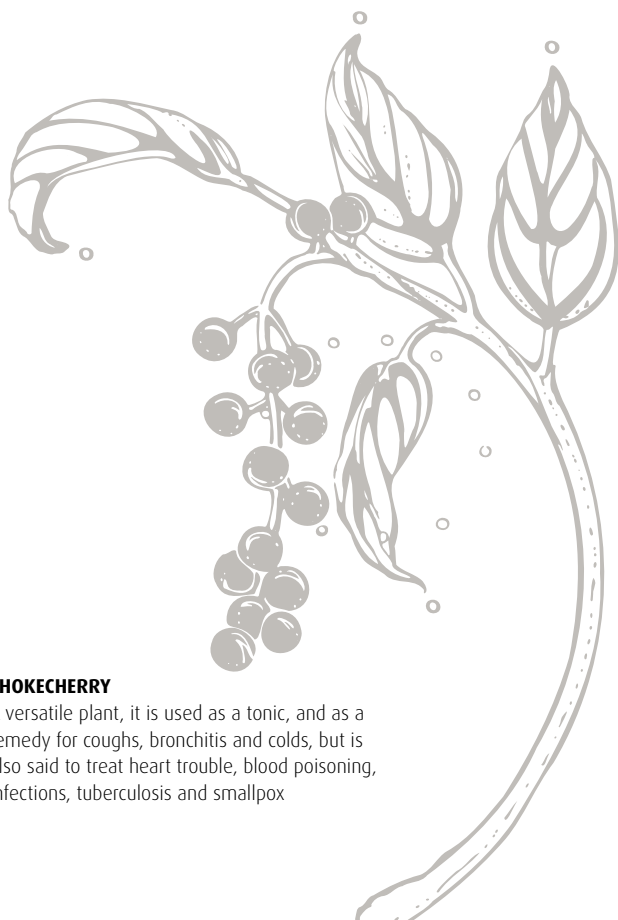 HOKECHERRY
versatile plant, it is used as a tonic, and as a
emedy for coughs, bronchitis and colds, but is
lso said to treat heart trouble, blood poisoning,
nfections, tuberculosis and smallpox